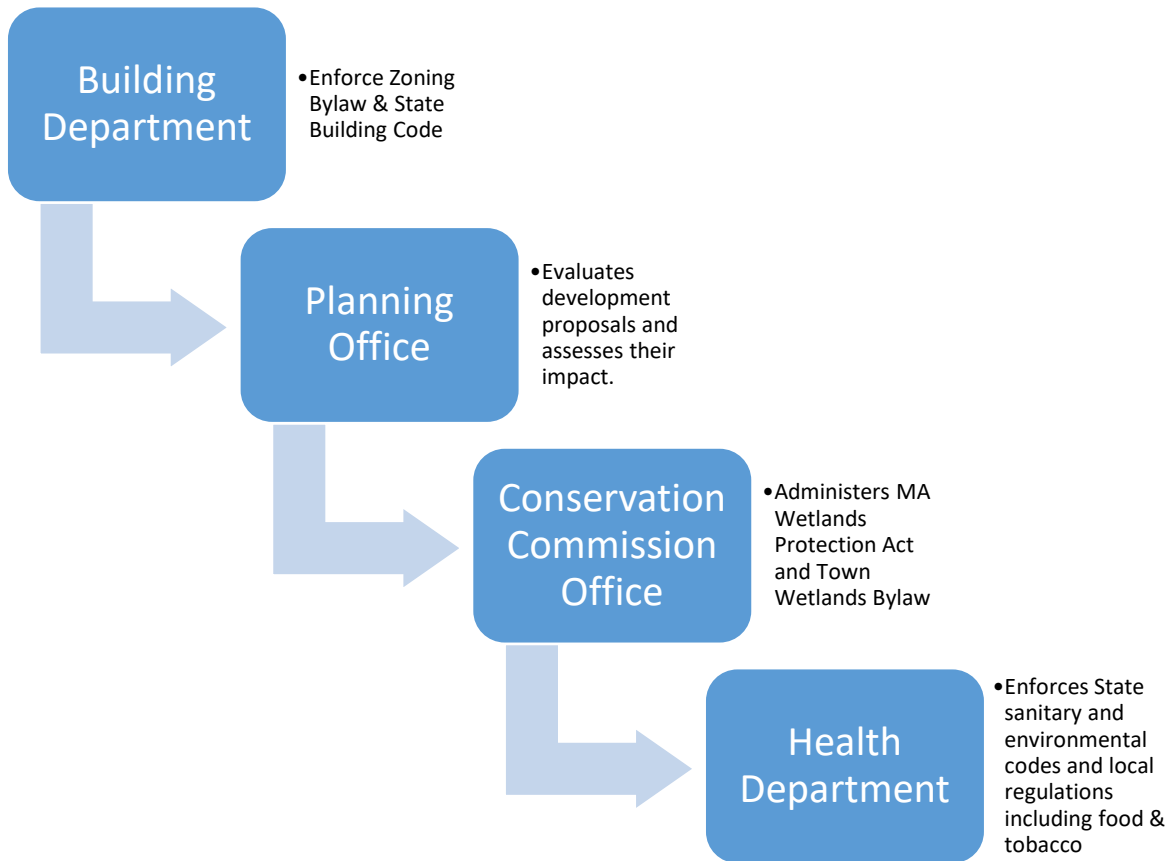 Building
Department
•Enforce Zoning
Bylaw & State
Building Code
Planning
Office
•Evaluates
development
proposals and
assesses their
impact.
Conservation
Commission
Office
•Administers MA
Wetlands
Protection Act
and Town
Wetlands Bylaw
Health
Department
•Enforces State
sanitary and
environmental
codes and local
regulations
including food &
tobacco